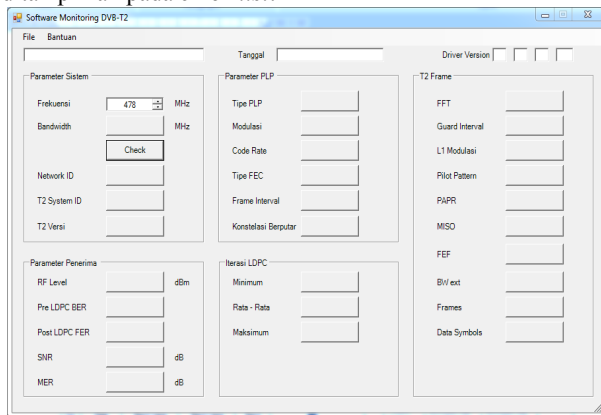 Software Monitoring DVB-T2
File Bantuan
Tanggal Driver Version
Parameter Sistem
Frekuensi 478 MHz
Bandwidth MHz
Check
Network ID
T2 System ID
T2 Versi
Parameter PLP
Tipe PLP
Modulasi
Code Rate
Tipe FEC
Frame Interval
Konstelasi Berputar
T2 Frame
FFT
Guard Interval
L1 Modulasi
Pilot Pattern
PAPR
MISO
FEF
BW ext
Frames
Data Symbols
Parameter Penerima
RF Level dBm
Pre LDPC BER
Post LDPC FER
SNR dB
MER dB
Iterasi LDPC
Minimum
Rata - Rata
Maksimum